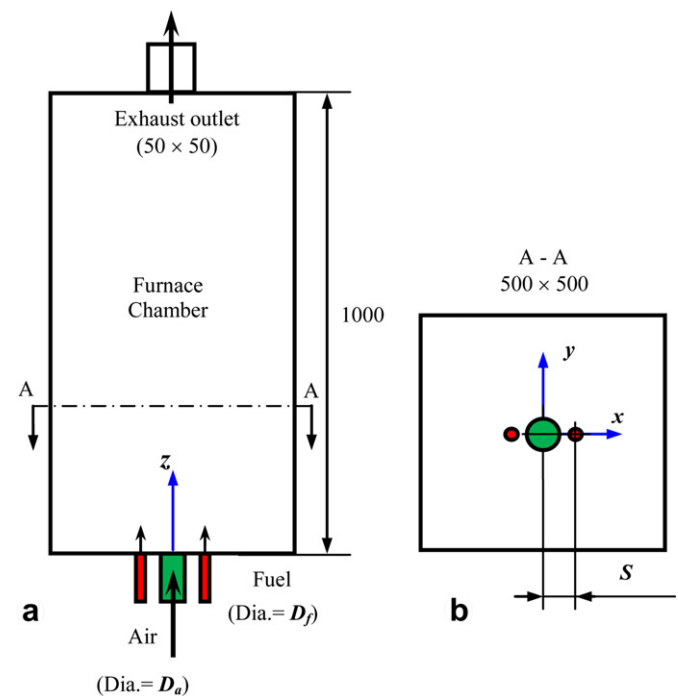 Exhaust outlet
(50 × 50)
Furnace
Chamber
1000
A
A
z
Fuel
(Dia.= Df)
a
Air
(Dia.= Da)
A - A
500 × 500
y
x
S
b